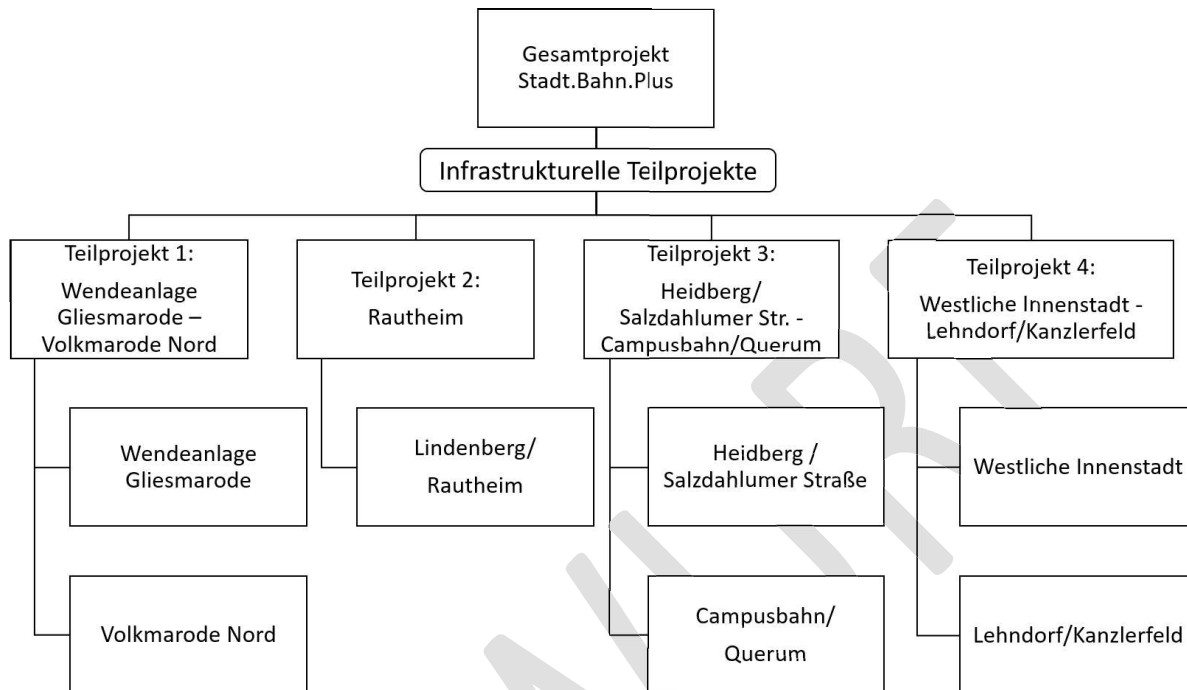 Gesamtprojekt
Stadt.Bahn.Plus
Infrastrukturelle Teilprojekte
Teilprojekt 1:
Wendeanlage
Gliesmarode –
Volkmarode Nord
Wendeanlage
Gliesmarode
Volkmarode Nord
Teilprojekt 2:
Rautheim
Lindenberg/
Rautheim
Teilprojekt 3:
Heidberg/
Salzdahlumer Str. -
Campusbahn/Querum
Heidberg /
Salzdahlumer Straße
Campusbahn/
Querum
Teilprojekt 4:
Westliche Innenstadt -
Lehndorf/Kanzlerfeld
Westliche Innenstadt
Lehndorf/Kanzlerfeld